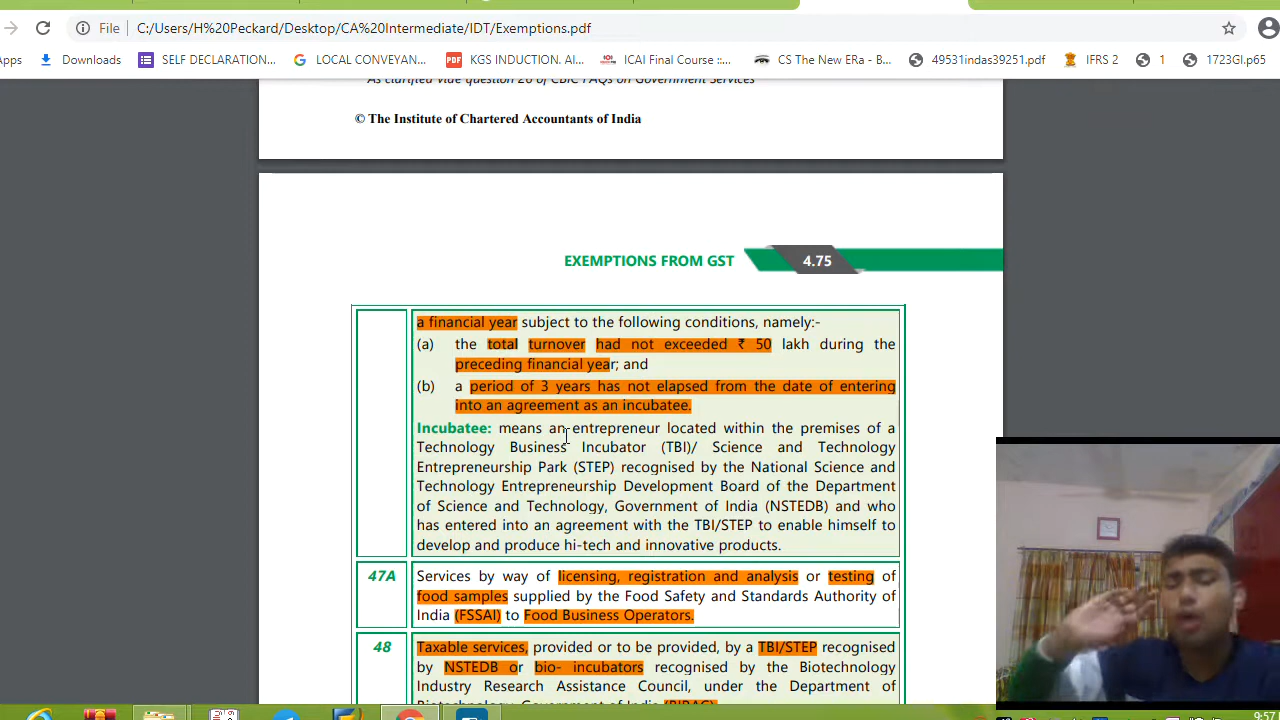 File | C:/Users/H%20Peckard/Desktop/CA%20Intermediate/IDT/Exemptions.pdf
Apps Downloads SELF DECLARATION... LOCAL CONVEYAN... PDF KGS INDUCTION. AI... ICAI Final Course ::... CS The New ERa - B... 49531indas39251.pdf IFRS 2 1 1723GI.p65
As clarified vide question 26 of CBIC FAQs on Government Services
© The Institute of Chartered Accountants of India
EXEMPTIONS FROM GST 4.75
a financial year subject to the following conditions, namely:-
(a) the total turnover had not exceeded ₹ 50 lakh during the
preceding financial year; and
(b) a period of 3 years has not elapsed from the date of entering
into an agreement as an incubatee.
Incubatee: means an entrepreneur located within the premises of a
Technology Business Incubator (TBI)/ Science and Technology
Entrepreneurship Park (STEP) recognised by the National Science and
Technology Entrepreneurship Development Board of the Department
of Science and Technology, Government of India (NSTEDB) and who
has entered into an agreement with the TBI/STEP to enable himself to
develop and produce hi-tech and innovative products.
47A Services by way of licensing, registration and analysis or testing of
food samples supplied by the Food Safety and Standards Authority of
India (FSSAI) to Food Business Operators.
48 Taxable services, provided or to be provided, by a TBI/STEP recognised
by NSTEDB or bio- incubators recognised by the Biotechnology
Industry Research Assistance Council, under the Department of
Biotechnology, Government of India (BIRAC)
9:57